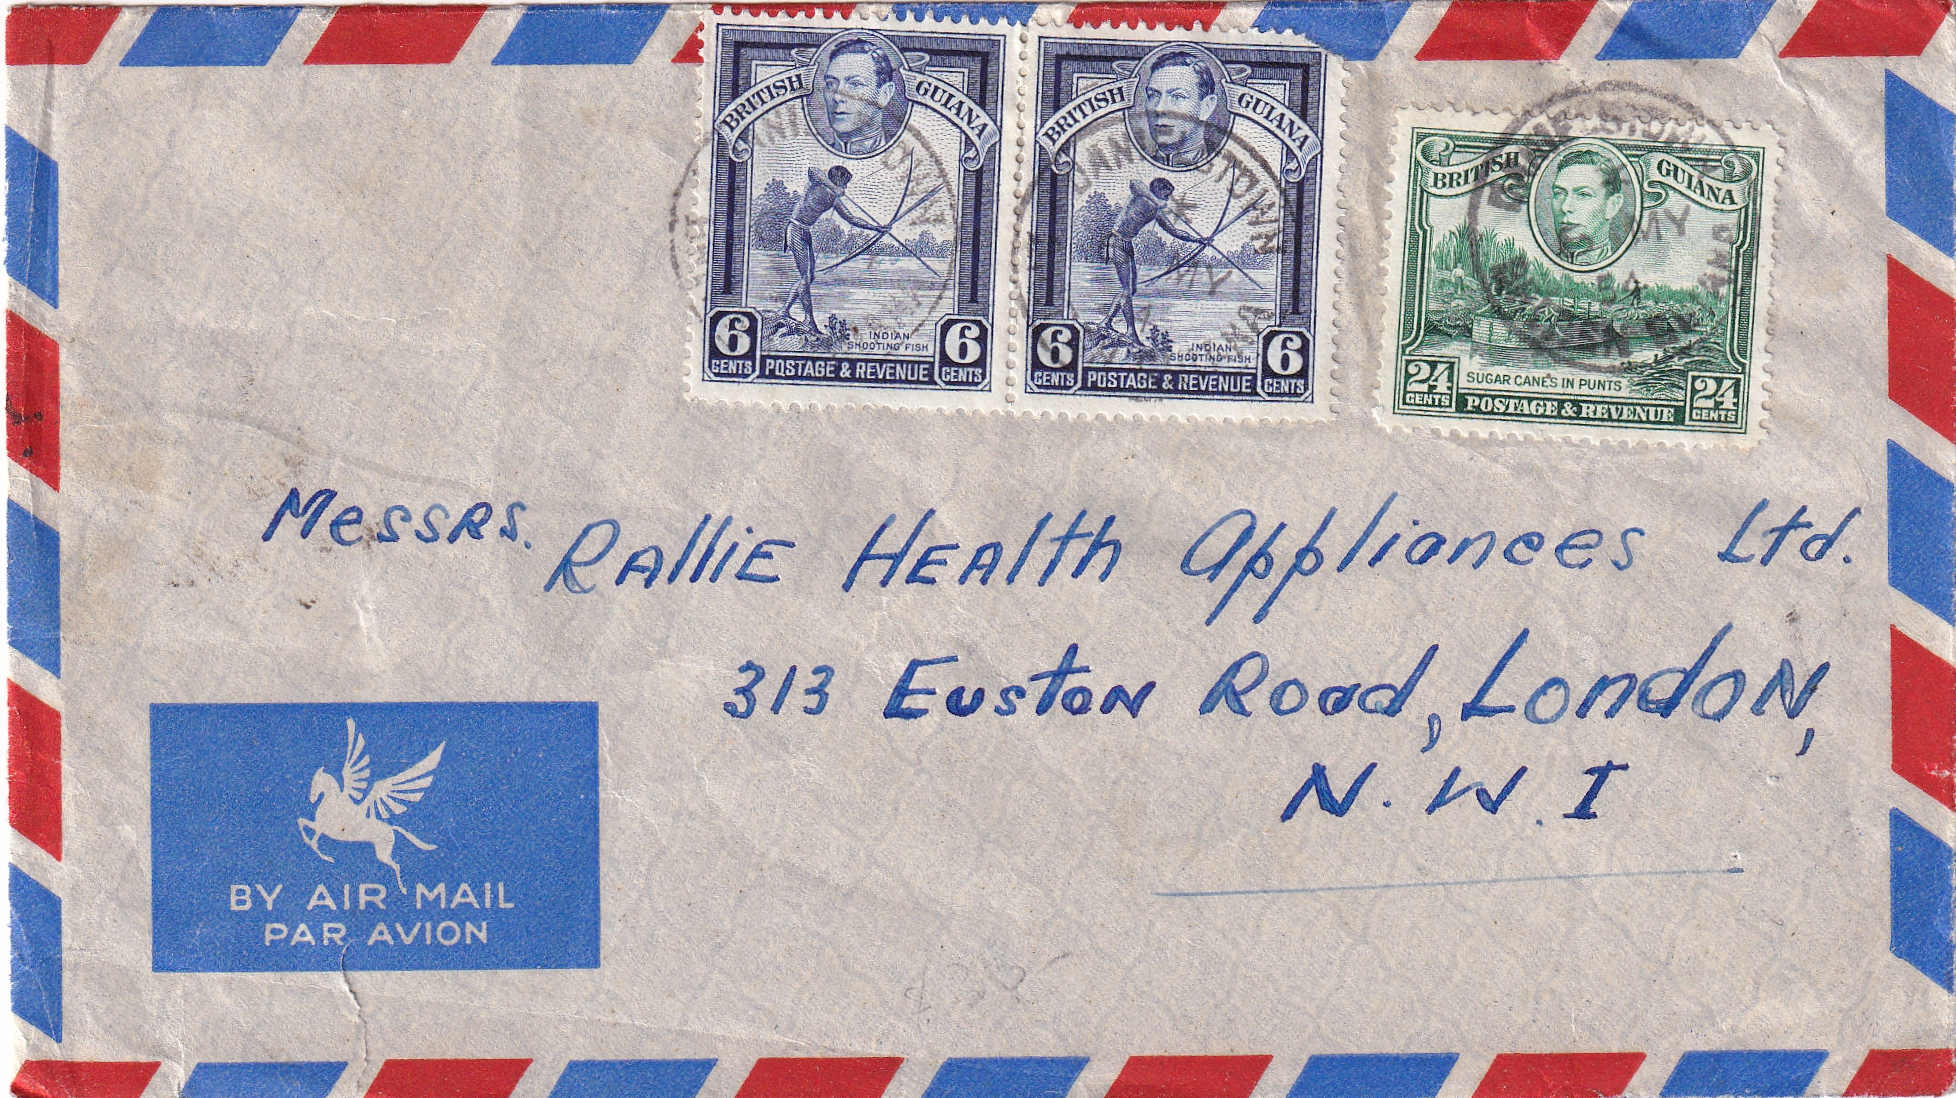 BRITISH GUIANA
6 CENTS
INDIAN
SHOOTING FISH
POSTAGE & REVENUE
6 CENTS
BRITISH GUIANA
6 CENTS
INDIAN
SHOOTING FISH
POSTAGE & REVENUE
6 CENTS
MY
BRITISH GUIANA
24 CENTS
SUGAR CANES IN PUNTS
POSTAGE & REVENUE
24 CENTS
MY
MESSRS. RAllIE HEAlth Appliances Ltd.
313 Euston Road, London,
N.W.I
BY AIR MAIL
PAR AVION